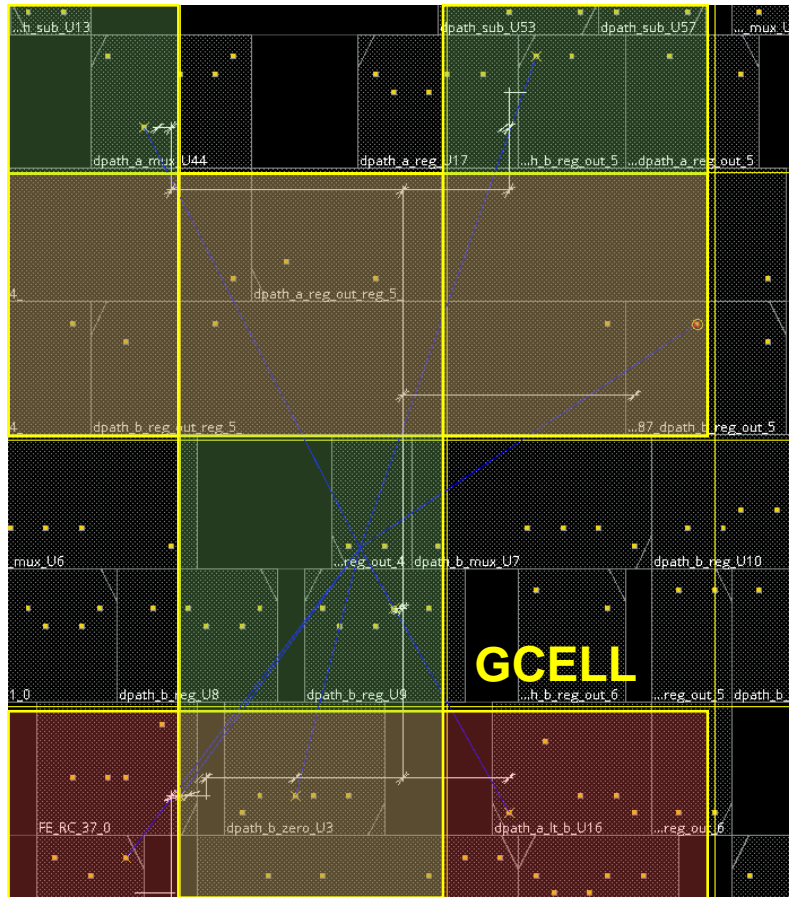 ...h_sub_U13
dpath_sub_U53
dpath_sub_U57
..._mux_U
dpath_a_mux_U44
dpath_a_reg_U17
...h_b_reg_out_5
...dpath_a_reg_out_5
4_
dpath_a_reg_out_reg_5_
4_
dpath_b_reg_out_reg_5_
...87_dpath_b_reg_out_5
_mux_U6
...reg_out_4
dpath_b_mux_U7
dpath_b_reg_U10
GCELL
1_0
dpath_b_reg_U8
dpath_b_reg_U9
...h_b_reg_out_6
...reg_out_5
dpath_b_
FE_RC_37_0
dpath_b_zero_U3
dpath_a_lt_b_U16
...reg_out_6